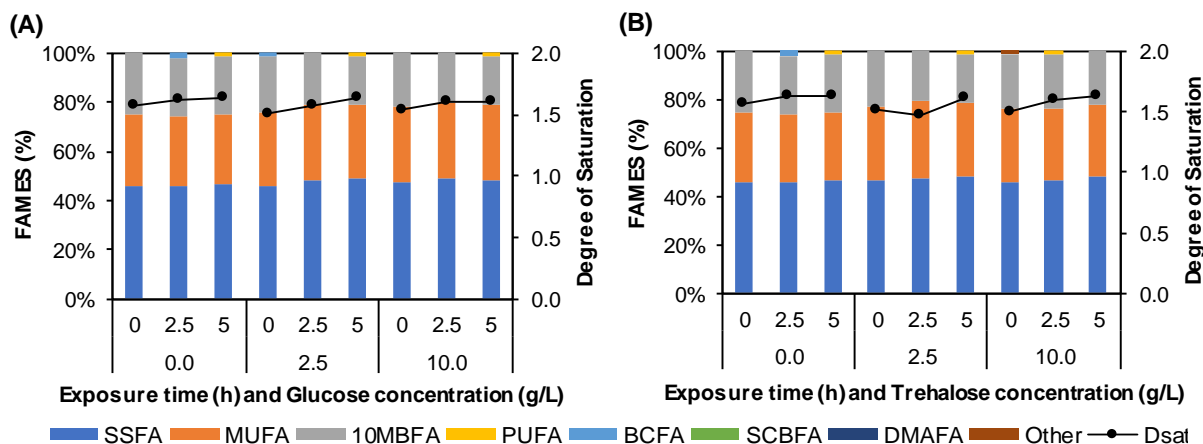 (A)
100%
80%
60%
40%
20%
0%
FAMES (%)
2.0
1.5
1.0
0.5
0.0
Degree of Saturation
0 2.5 5 0 2.5 5 0 2.5 5
0.0 2.5 10.0
Exposure time (h) and Glucose concentration (g/L)
(B)
100%
80%
60%
40%
20%
0%
FAMES (%)
2.0
1.5
1.0
0.5
0.0
Degree of Saturation
0 2.5 5 0 2.5 5 0 2.5 5
0.0 2.5 10.0
Exposure time (h) and Trehalose concentration (g/L)
SSFA MUFA 10MBFA PUFA BCFA SCBFA DMAFA Other Dsat